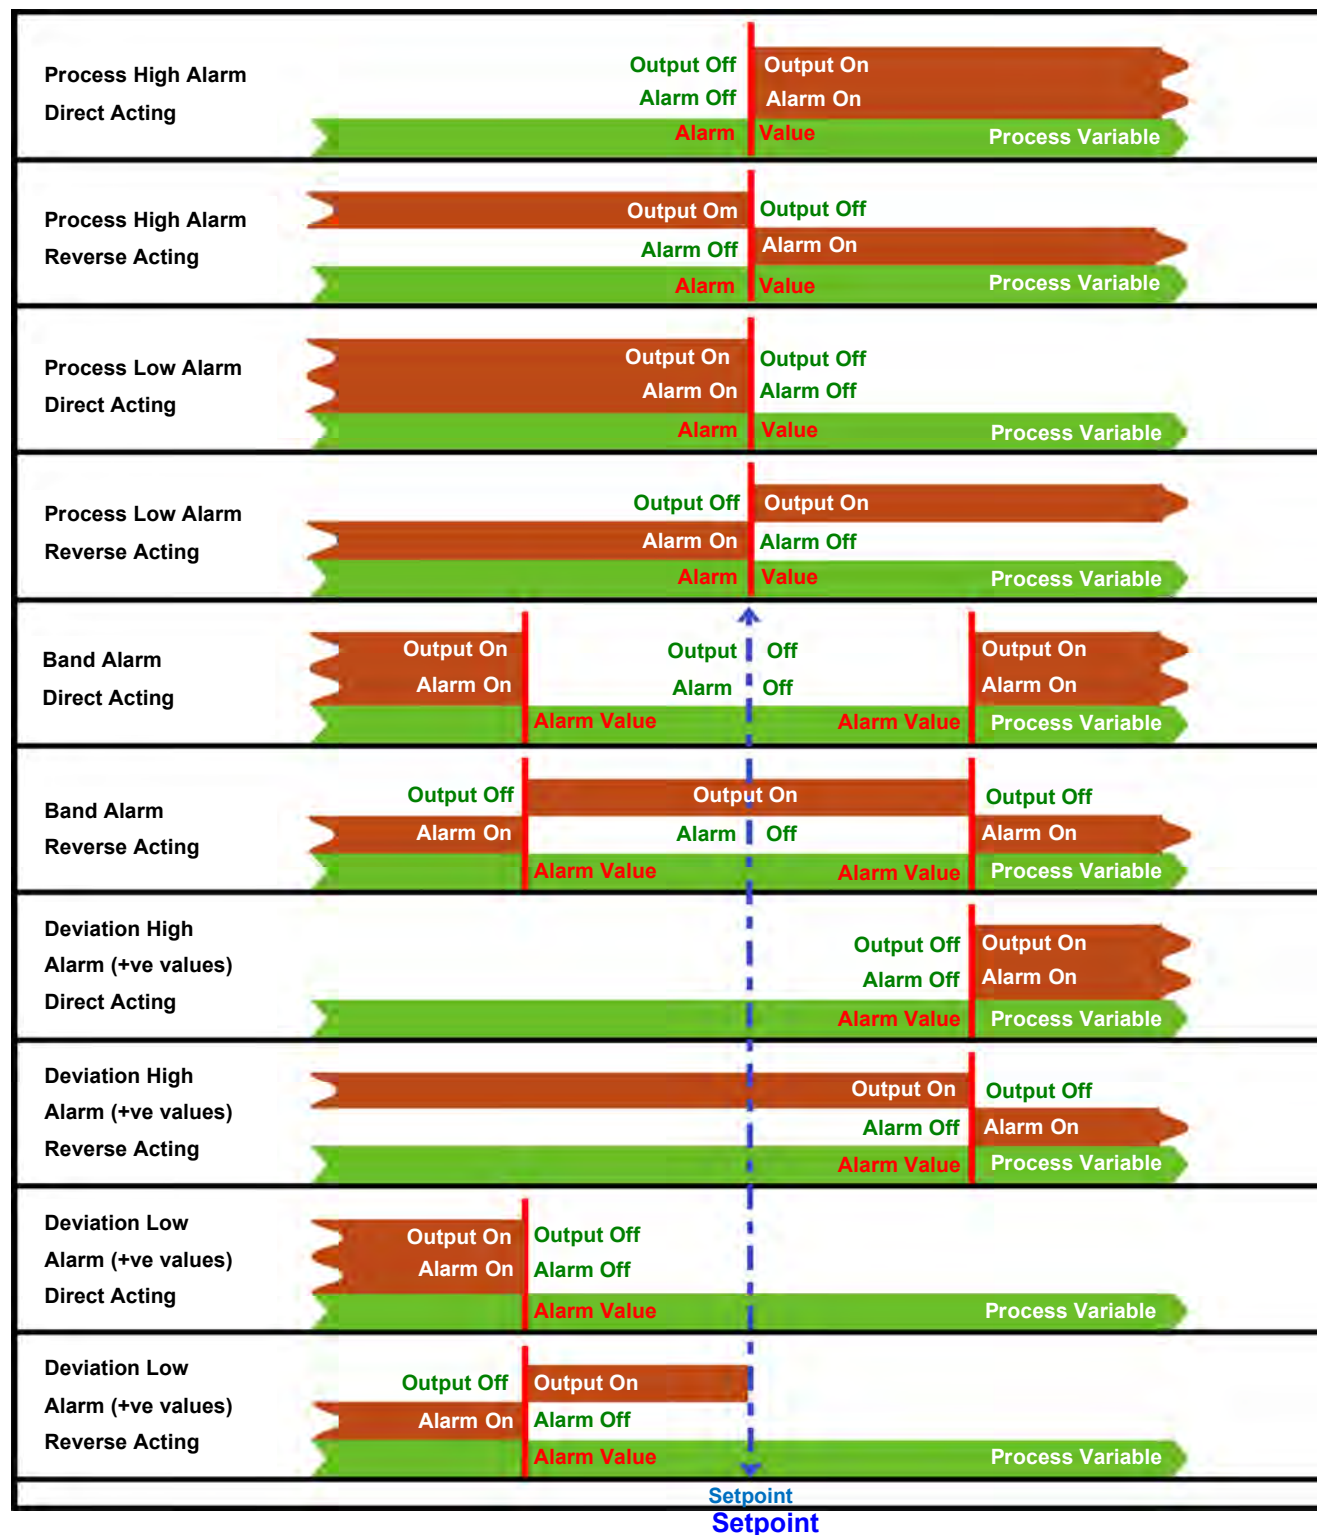 Process High Alarm
Direct Acting
Output Off Output On
Alarm Off Alarm On
Alarm Value Process Variable
Process High Alarm
Reverse Acting
Output Om Output Off
Alarm Off Alarm On
Alarm Value Process Variable
Process Low Alarm
Direct Acting
Output On Output Off
Alarm On Alarm Off
Alarm Value Process Variable
Process Low Alarm
Reverse Acting
Output Off Output On
Alarm On Alarm Off
Alarm Value Process Variable
Band Alarm
Direct Acting
Output On Output Off Output On
Alarm On Alarm Off Alarm On
Alarm Value Alarm Value Process Variable
Band Alarm
Reverse Acting
Output Off Output On Output Off
Alarm On Alarm Off Alarm On
Alarm Value Alarm Value Process Variable
Deviation High
Alarm (+ve values)
Direct Acting
Output Off Output On
Alarm Off Alarm On
Alarm Value Process Variable
Deviation High
Alarm (+ve values)
Reverse Acting
Output On Output Off
Alarm Off Alarm On
Alarm Value Process Variable
Deviation Low
Alarm (+ve values)
Direct Acting
Output On Output Off
Alarm On Alarm Off
Alarm Value Process Variable
Deviation Low
Alarm (+ve values)
Reverse Acting
Output Off Output On
Alarm On Alarm Off
Alarm Value Process Variable
Setpoint
Setpoint